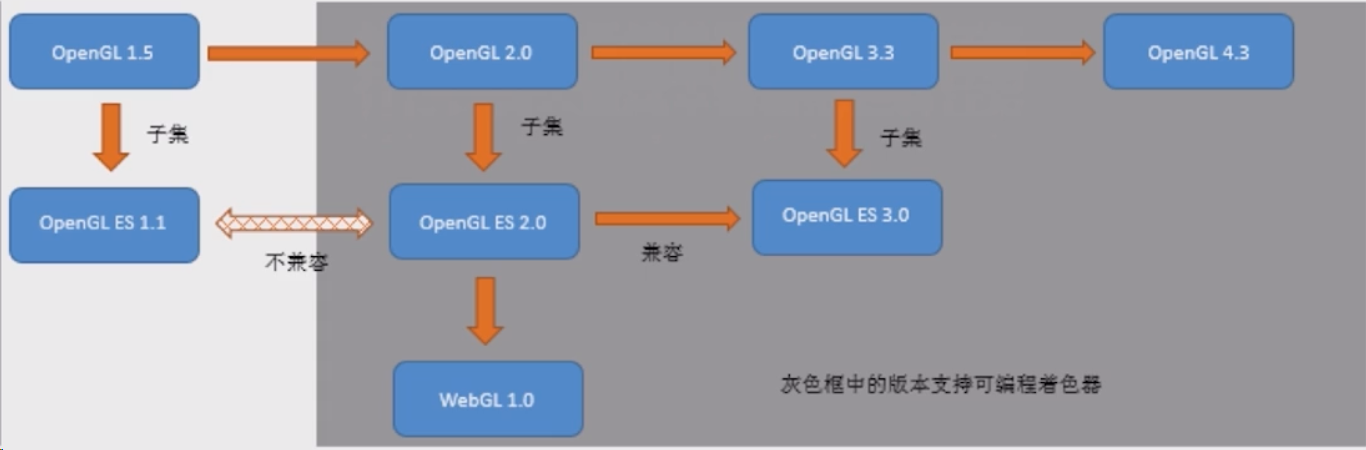 OpenGL 1.5
OpenGL 2.0
OpenGL 3.3
OpenGL 4.3
子集
子集
子集
OpenGL ES 1.1
OpenGL ES 2.0
OpenGL ES 3.0
不兼容
兼容
WebGL 1.0
灰色框中的版本支持可编程着色器